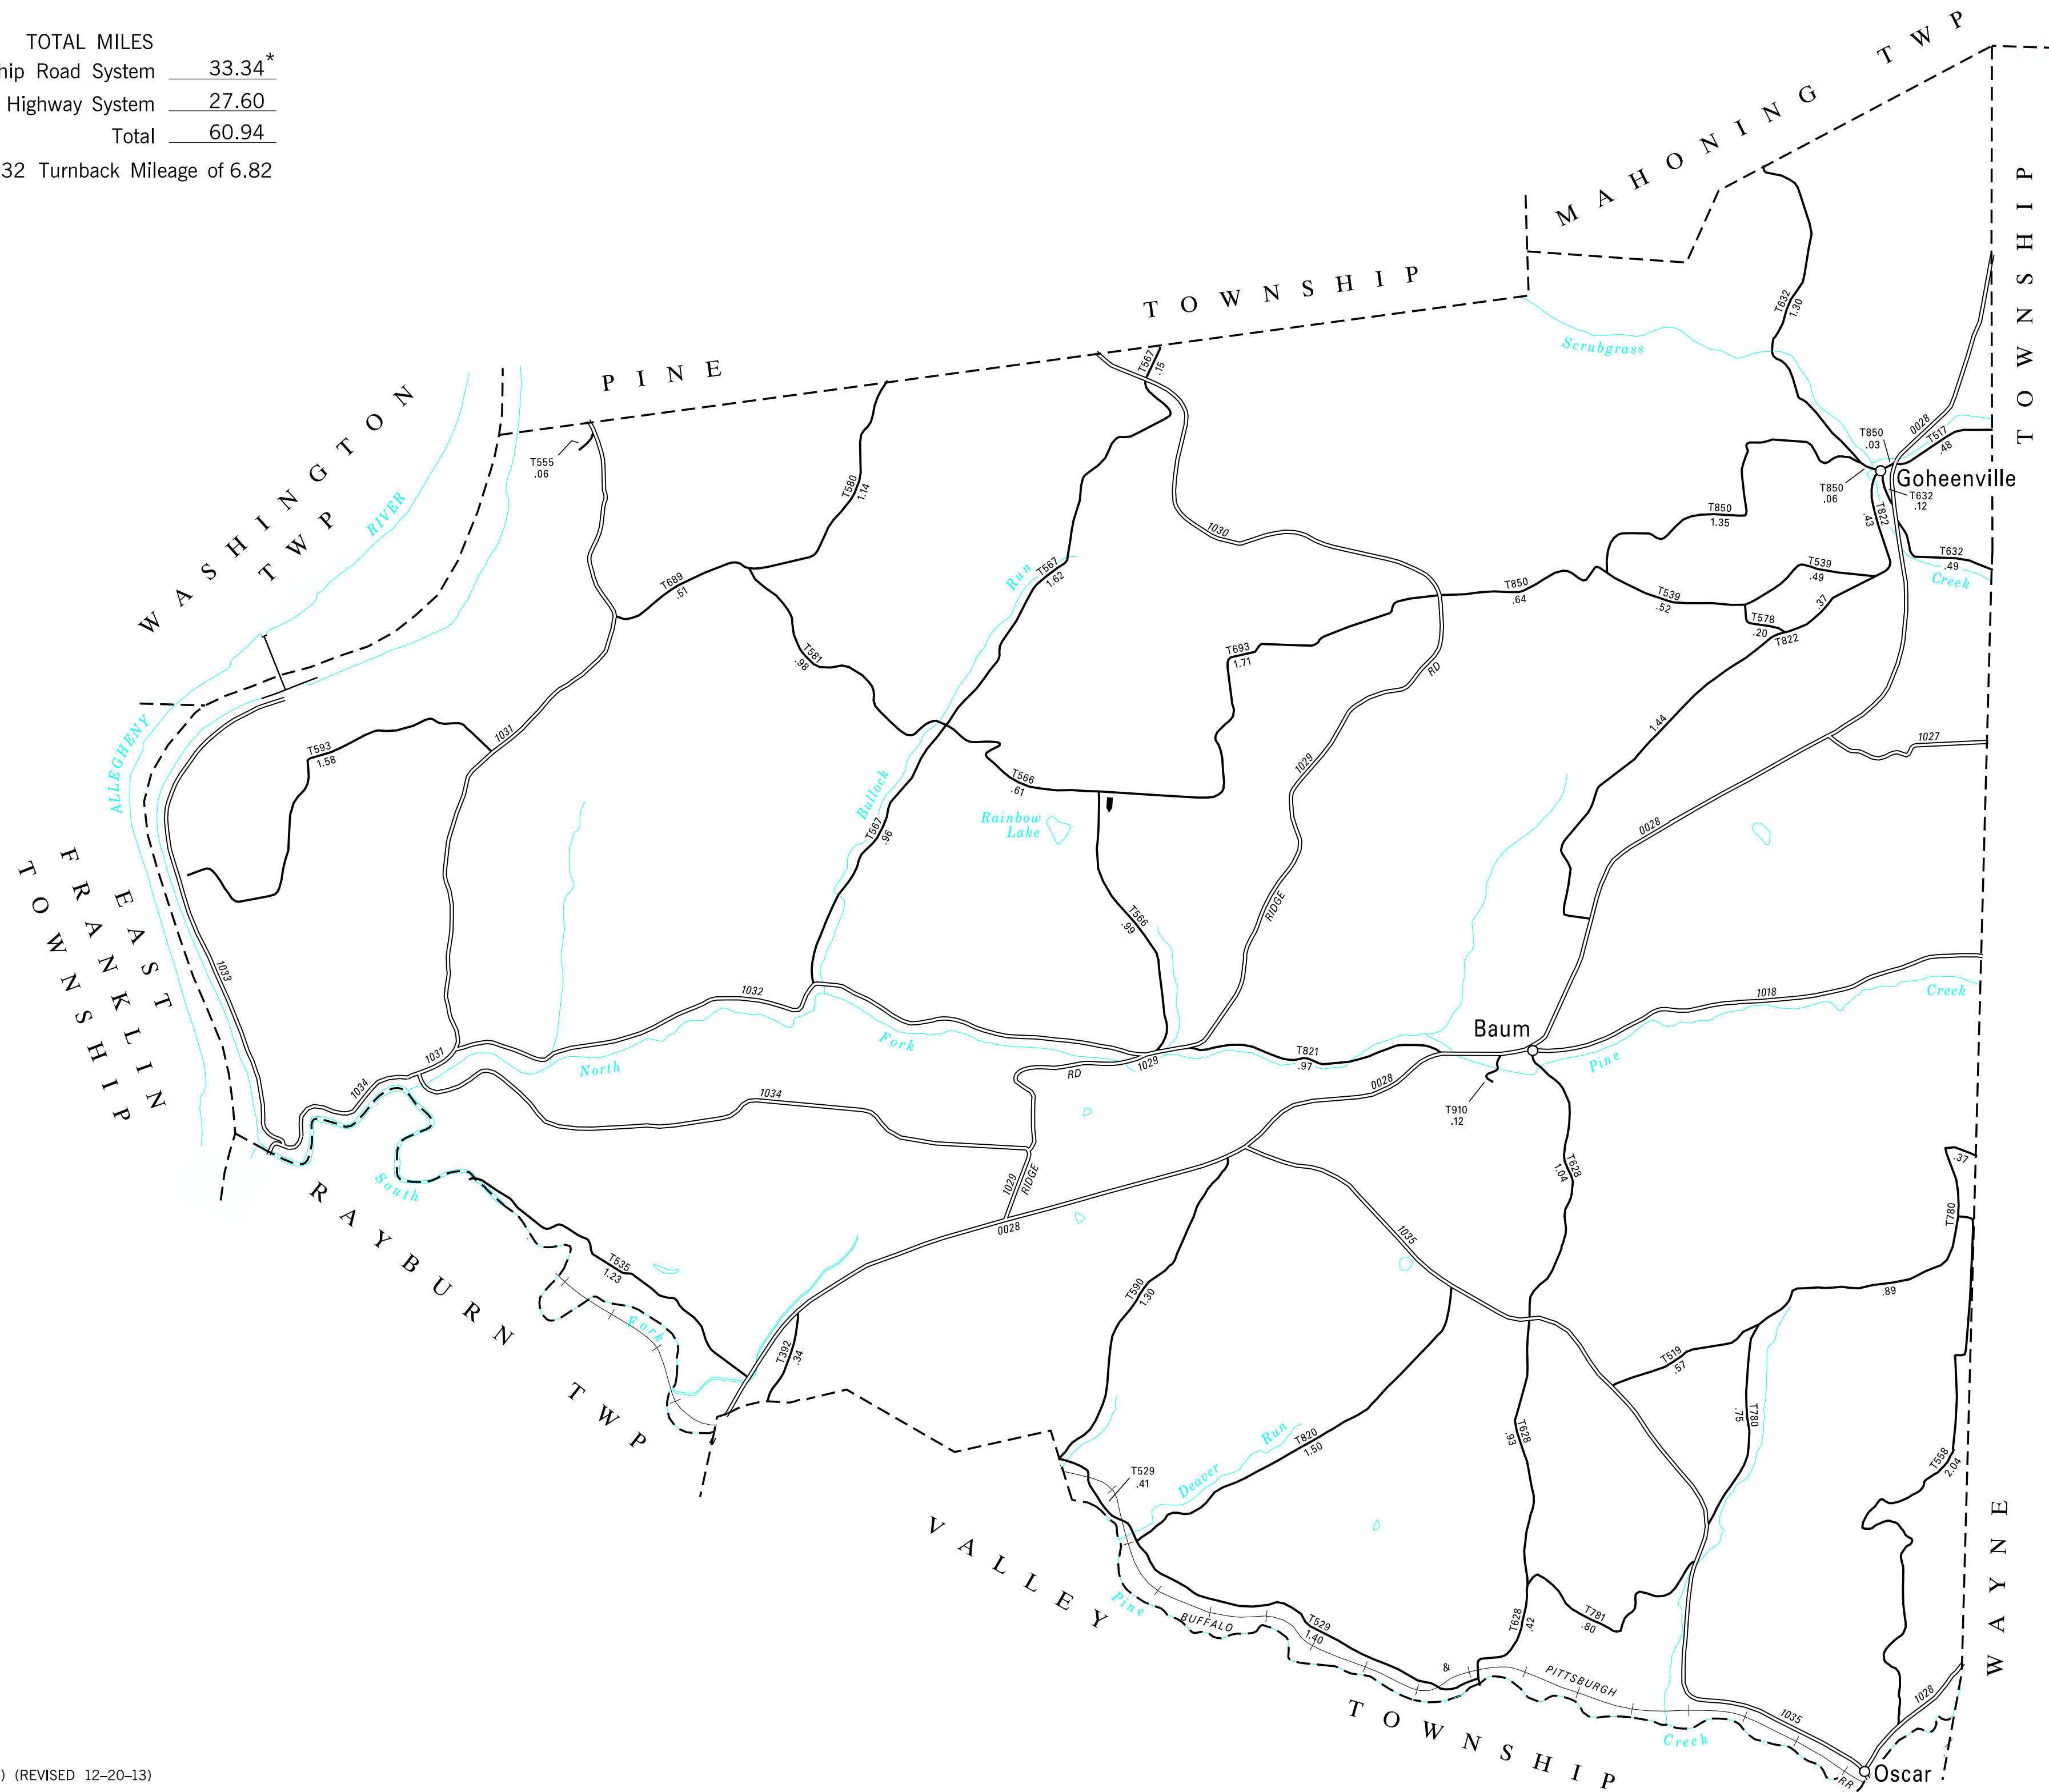 TOTAL MILES
hip Road System 33.34*
Highway System 27.60
Total 60.94
32 Turnback Mileage of 6.82
MAHONING TWP
TOWNSHIP
PINE
TOWNSHIP
WASHINGTON
TWP
RIVER
ALLEGHENY
EAST
FRANKLIN
TOWNSHIP
Scrubgrass
T632
1.30
T567
.15
T555
.06
T580
1.14
0028
T517
.48
T850
.03
Goheenville
T850
.06
T632
.12
T822
.43
T850
1.35
1030
T632
.49
Creek
T539
.49
T567
1.62
Run
T689
.51
T850
.64
T539
.52
.37
T578
.20
T822
T581
.98
T693
1.71
RD
1.44
1031
T593
1.58
1027
1029
T566
.61
Bullock
Rainbow
Lake
T567
.96
0028
RIDGE
T566
.99
1033
1032
1018
Creek
Baum
Fork
1031
North
RD
1029
T821
.97
Pine
0028
1034
1034
T910
.12
T628
1.04
.37
South
1029
RIDGE
RAYBURN TWP
T780
0028
1035
T535
1.23
T590
1.30
.89
Fork
T392
.34
T519
.57
T780
.75
T628
.93
T820
1.50
Run
Deaver
T558
2.04
T529
.41
WAYNE
VALLEY
Pine
BUFFALO
T529
1.40
T628
.42
T781
.80
&
PITTSBURGH
1028
1035
TOWNSHIP
Creek
RR
Oscar
) (REVISED 12–20–13)